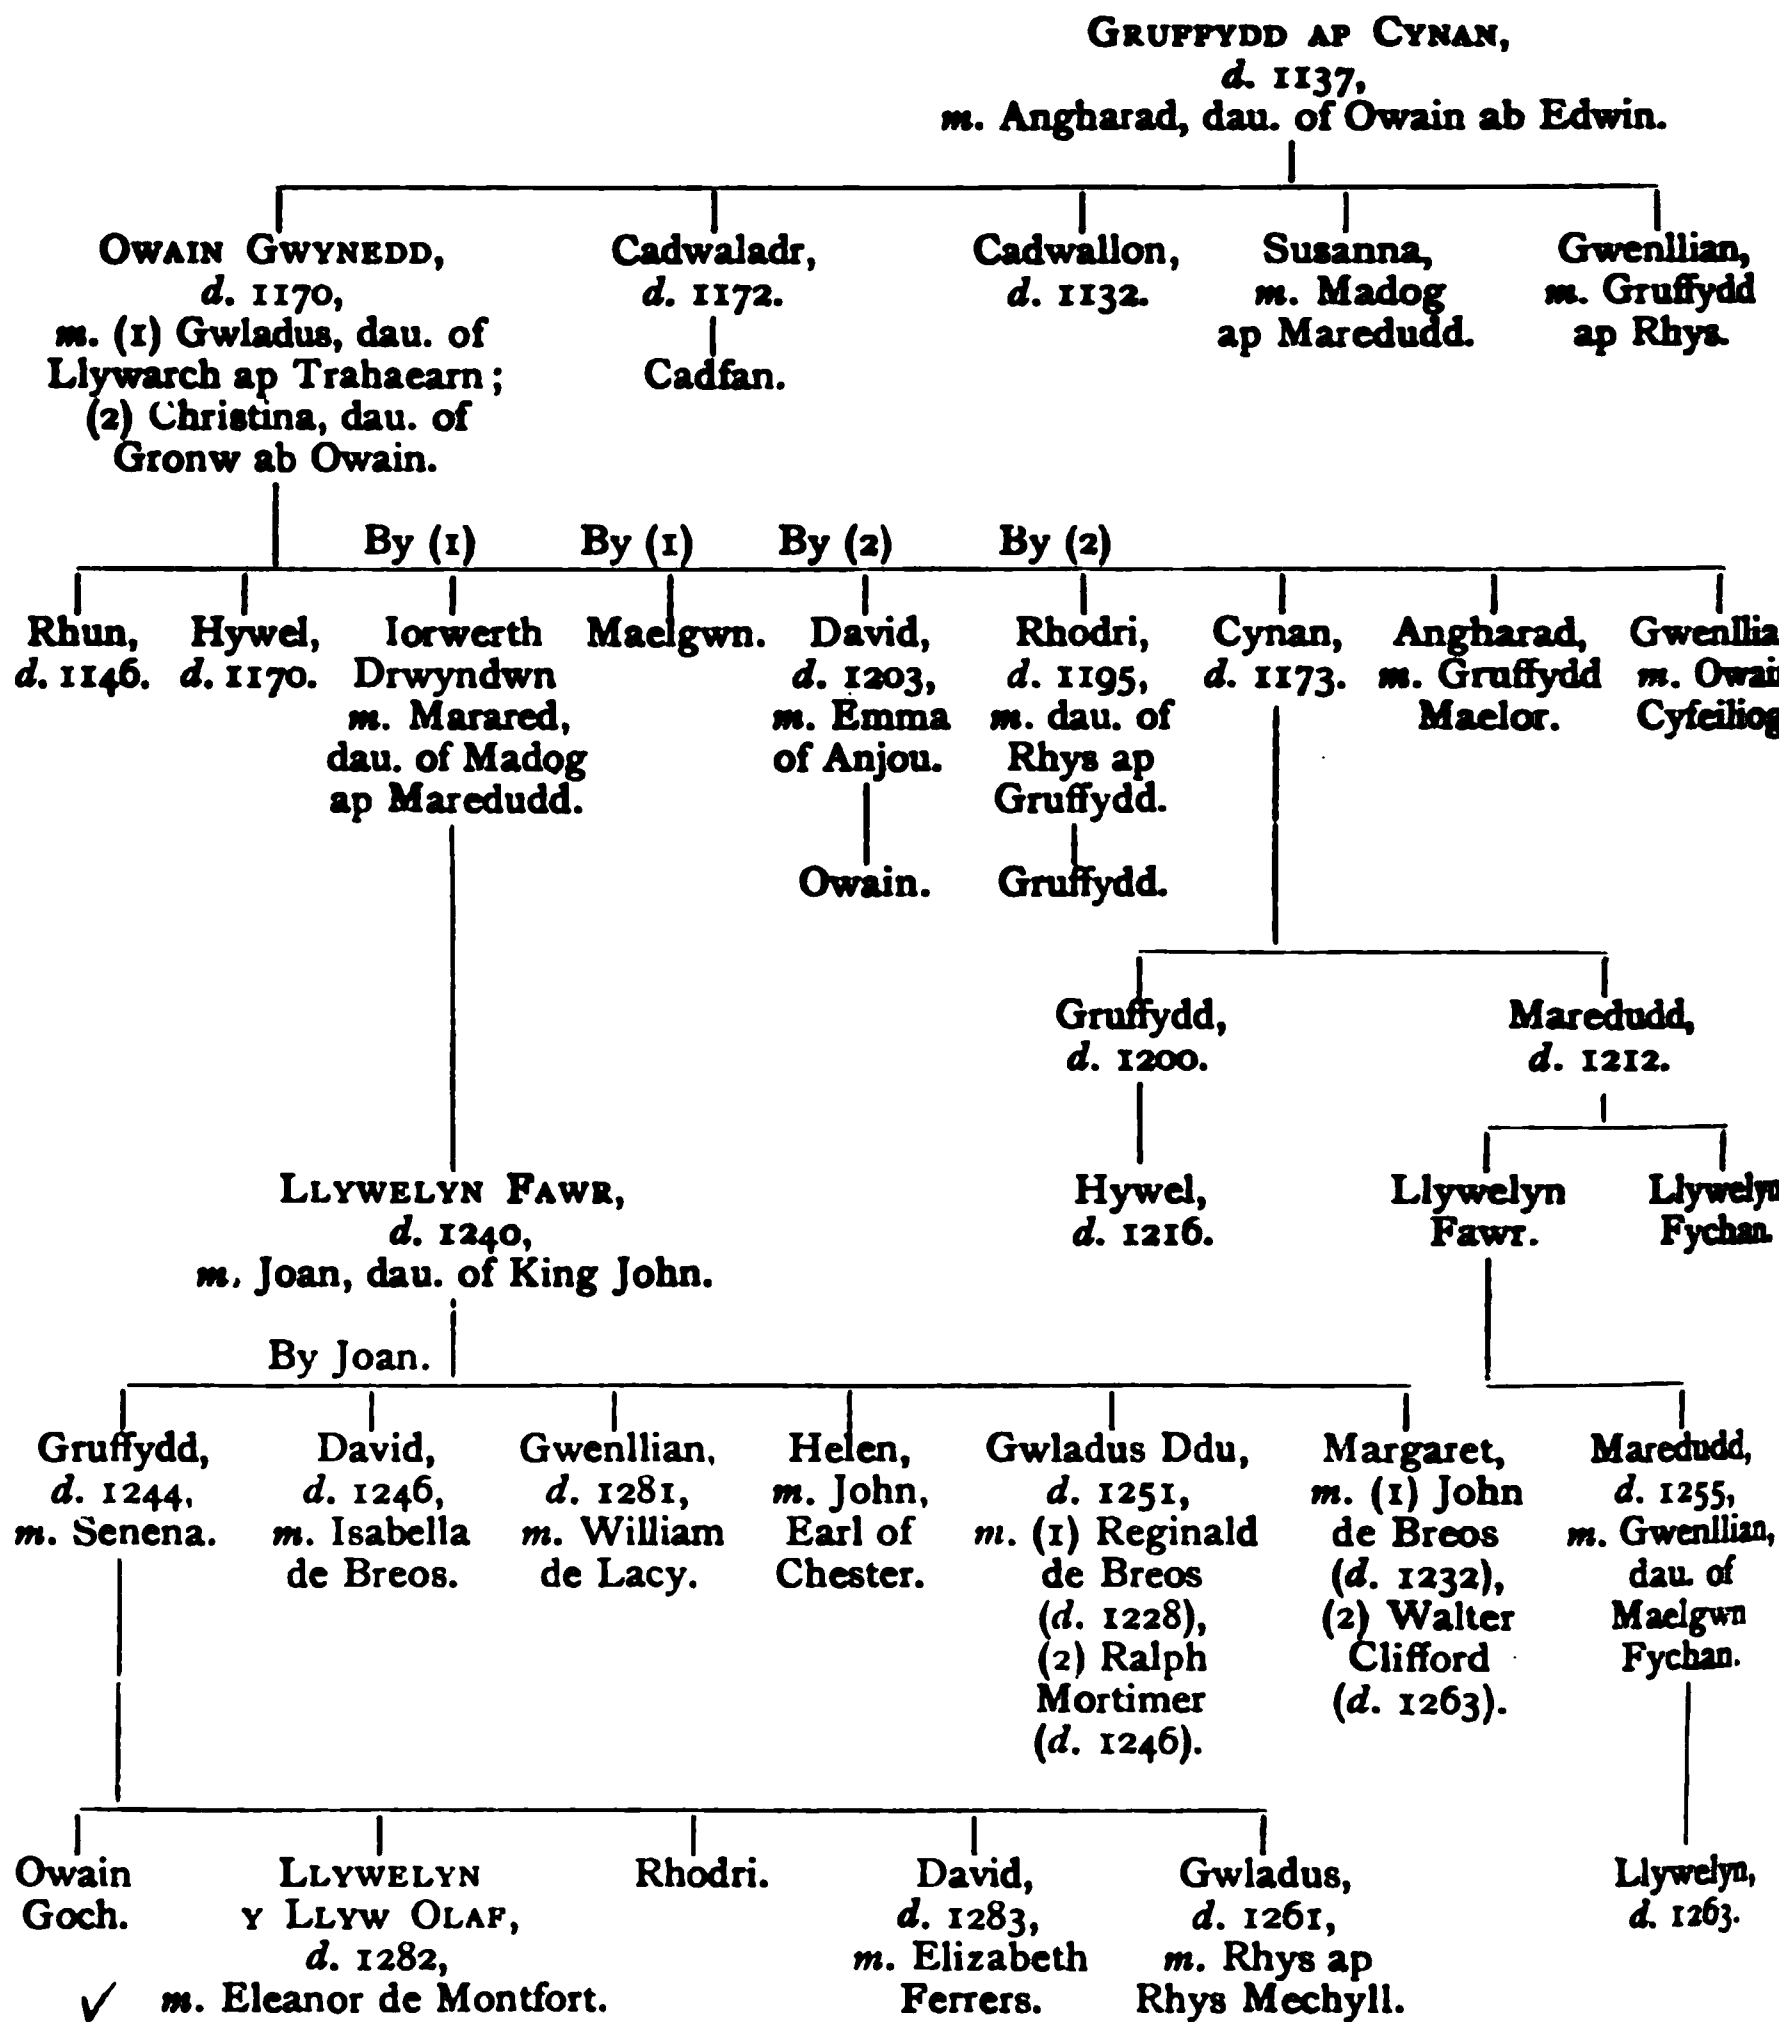 GRUFFYDD AP CYNAN,
d. 1137,
m. Angharad, dau. of Owain ab Edwin.
OWAIN GWYNEDD,
d. 1170,
m. (1) Gwladus, dau. of
Llywarch ap Trahaearn;
(2) Christina, dau. of
Gronw ab Owain.
Cadwaladr,
d. 1172.
Cadfan.
Cadwallon,
d. 1132.
Susanna,
m. Madog
ap Maredudd.
Gwenllian,
m. Gruffydd
ap Rhys.
By (1)
By (1)
By (2)
By (2)
Rhun,
d. 1146.
Hywel,
d. 1170.
Iorwerth
Drwyndwn
m. Marared,
dau. of Madog
ap Maredudd.
Maelgwn.
David,
d. 1203,
m. Emma
of Anjou.
Owain.
Rhodri,
d. 1195,
m. dau. of
Rhys ap
Gruffydd.
Gruffydd.
Cynan,
d. 1173.
Angharad,
m. Gruffydd
Maelor.
Gwenllia
m. Owai
Cyfeiliog
Gruffydd,
d. 1200.
Maredudd,
d. 1212.
LLYWELYN FAWR,
d. 1240,
m. Joan, dau. of King John.
Hywel,
d. 1216.
Llywelyn
Fawr.
Llywelyn
Fychan.
By Joan.
Gruffydd,
d. 1244,
m. Senena.
David,
d. 1246,
m. Isabella
de Breos.
Gwenllian,
d. 1281,
m. William
de Lacy.
Helen,
m. John,
Earl of
Chester.
Gwladus Ddu,
d. 1251,
m. (1) Reginald
de Breos
(d. 1228),
(2) Ralph
Mortimer
(d. 1246).
Margaret,
m. (1) John
de Breos
(d. 1232),
(2) Walter
Clifford
(d. 1263).
Maredudd,
d. 1255,
m. Gwenllian,
dau. of
Maelgwn
Fychan.
Owain
Goch.
LLYWELYN
Y LLYW OLAF,
d. 1282,
✓ m. Eleanor de Montfort.
Rhodri.
David,
d. 1283,
m. Elizabeth
Ferrers.
Gwladus,
d. 1261,
m. Rhys ap
Rhys Mechyll.
Llywelyn,
d. 1263.